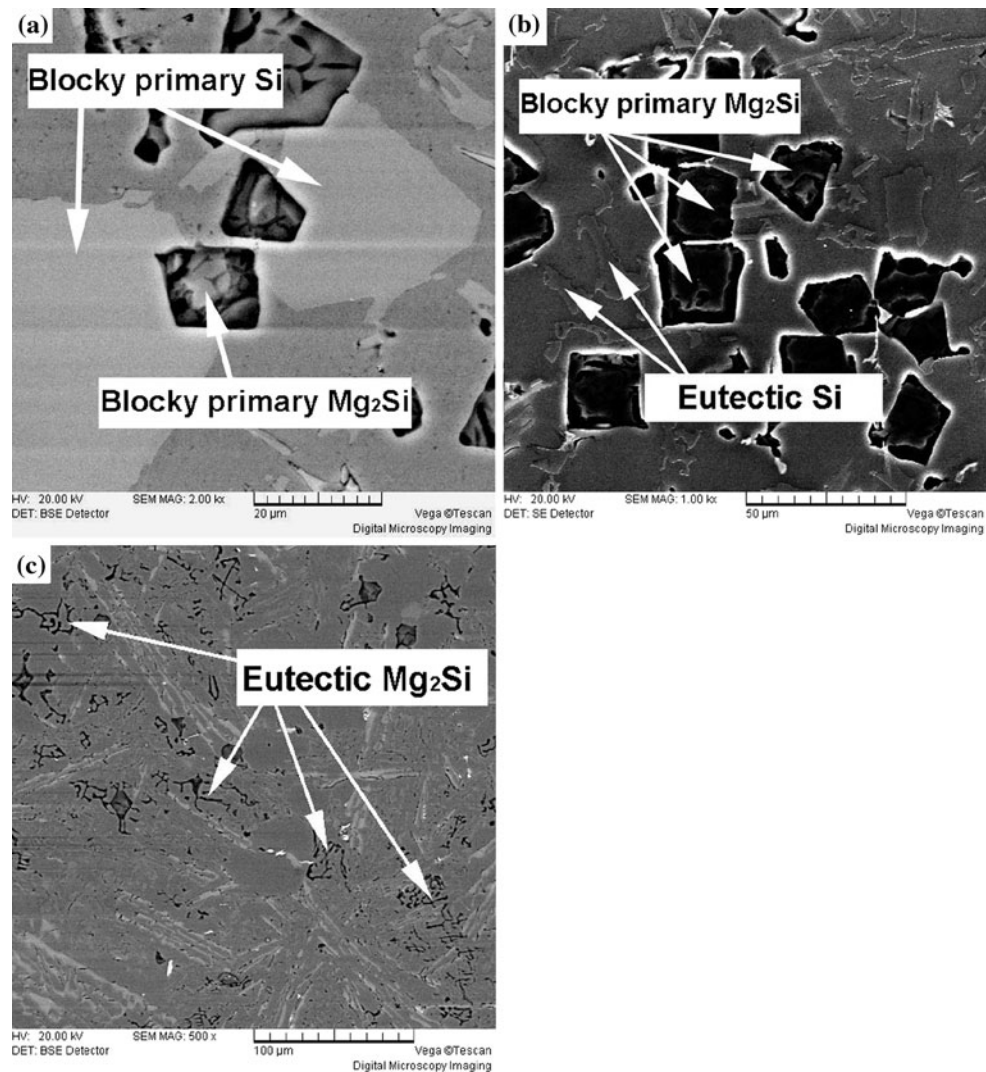 (a)
Blocky primary Si
Blocky primary Mg₂Si
HV: 20.00 kV SEM MAG: 2.00 kx
DET: BSE Detector 20 µm Vega ©Tescan
Digital Microscopy Imaging
(b)
Blocky primary Mg₂Si
Eutectic Si
HV: 20.00 kV SEM MAG: 1.00 kx
DET: SE Detector 50 µm Vega ©Tescan
Digital Microscopy Imaging
(c)
Eutectic Mg₂Si
HV: 20.00 kV SEM MAG: 500 x
DET: BSE Detector 100 µm Vega ©Tescan
Digital Microscopy Imaging